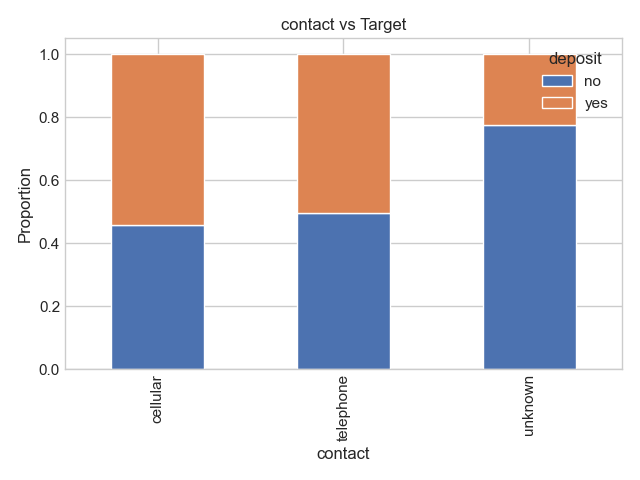 contact vs Target
deposit
no
yes
1.0
0.8
0.6
0.4
0.2
0.0
Proportion
cellular
telephone
unknown
contact